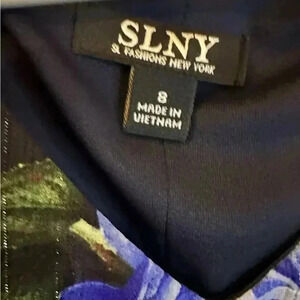 SLNY
SL FASHIONS NEW YORK
8
MADE IN
VIETNAM